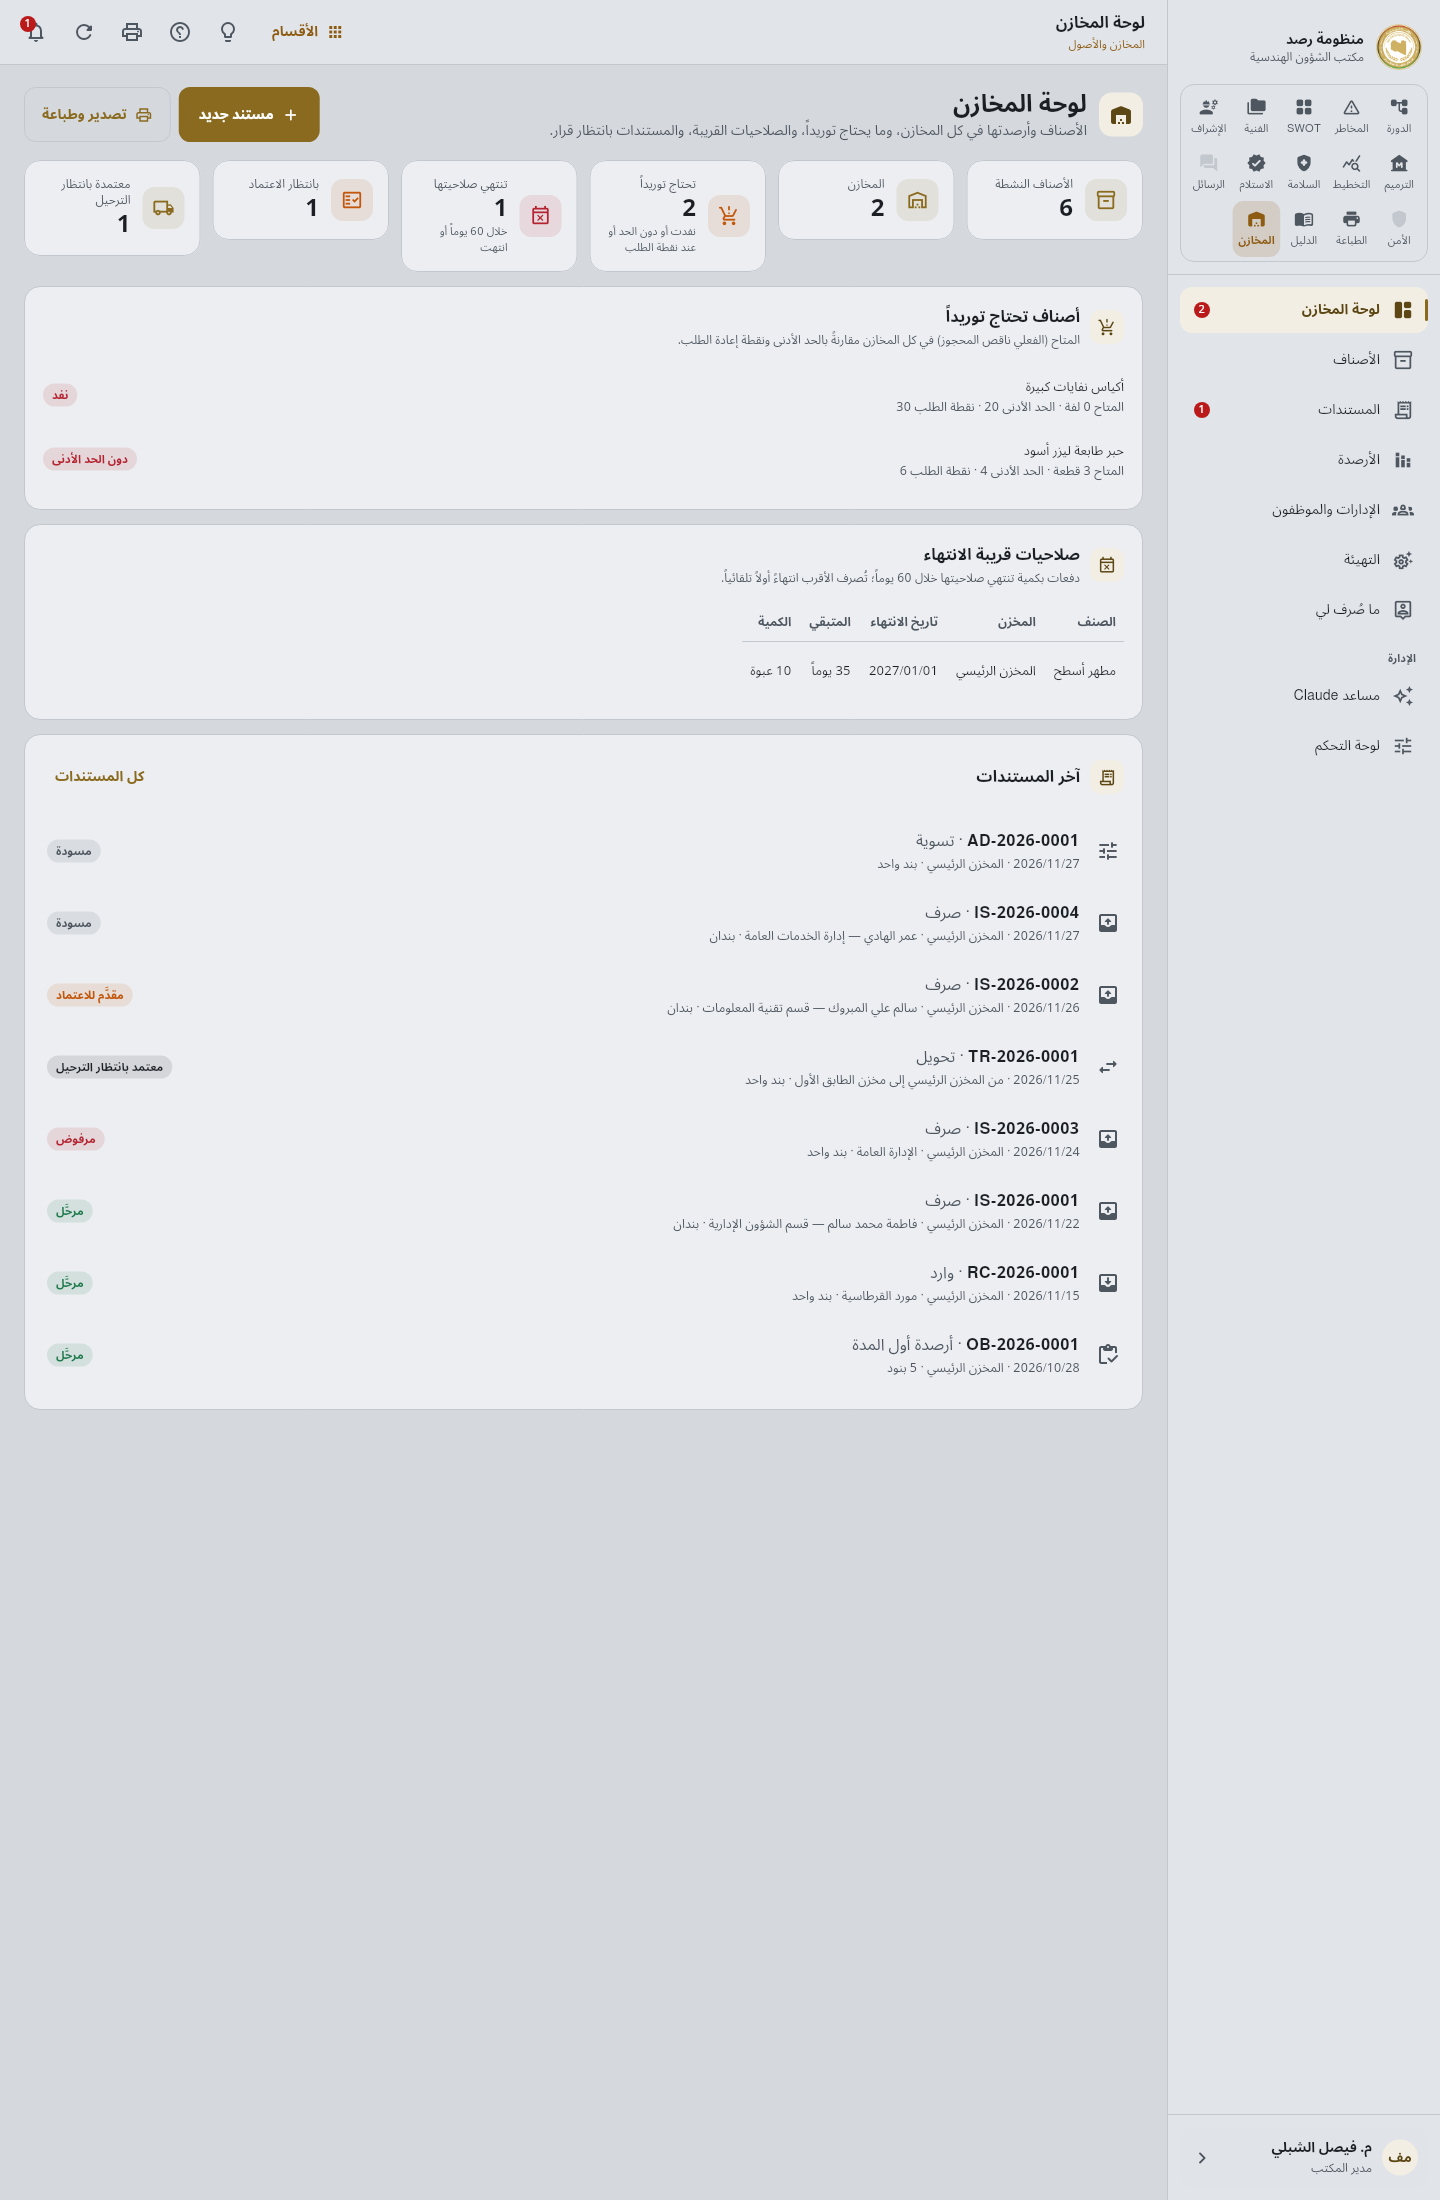 منظومة رصد
مكتب الشؤون الهندسية
الدورة
المخاطر
SWOT
الفنية
الإشراف
الترميم
التخطيط
السلامة
الاستلام
الرسائل
الأمن
الطباعة
الدليل
المخازن
لوحة المخازن 2
الأصناف
المستندات 1
الأرصدة
الإدارات والموظفون
التهيئة
ما صُرف لي
الإدارة
مساعد Claude
لوحة التحكم
مف
م. فيصل الشبلي
مدير المكتب
لوحة المخازن
المخازن والأصول
الأقسام
1
لوحة المخازن
الأصناف وأرصدتها في كل المخازن، وما يحتاج توريداً، والصلاحيات القريبة، والمستندات بانتظار قرار.
مستند جديد
تصدير وطباعة
الأصناف النشطة
6
المخازن
2
تحتاج توريداً
2
نفدت أو دون الحد أو
عند نقطة الطلب
تنتهي صلاحيتها
1
خلال 60 يوماً أو
انتهت
بانتظار الاعتماد
1
معتمدة بانتظار
الترحيل
1
أصناف تحتاج توريداً
المتاح (الفعلي ناقص المحجوز) في كل المخازن مقارنةً بالحد الأدنى ونقطة إعادة الطلب.
أكياس نفايات كبيرة
المتاح 0 لفة · الحد الأدنى 20 · نقطة الطلب 30
نفد
حبر طابعة ليزر أسود
المتاح 3 قطعة · الحد الأدنى 4 · نقطة الطلب 6
دون الحد الأدنى
صلاحيات قريبة الانتهاء
دفعات بكمية تنتهي صلاحيتها خلال 60 يوماً؛ تُصرف الأقرب انتهاءً أولاً تلقائياً.
الصنف المخزن تاريخ الانتهاء المتبقي الكمية
مطهر أسطح المخزن الرئيسي 2027/01/01 35 يوماً 10 عبوة
آخر المستندات
كل المستندات
AD-2026-0001 · تسوية
2026/11/27 · المخزن الرئيسي · بند واحد
مسودة
IS-2026-0004 · صرف
2026/11/27 · المخزن الرئيسي · عمر الهادي — إدارة الخدمات العامة · بندان
مسودة
IS-2026-0002 · صرف
2026/11/26 · المخزن الرئيسي · سالم علي المبروك — قسم تقنية المعلومات · بندان
مقدَّم للاعتماد
TR-2026-0001 · تحويل
2026/11/25 · من المخزن الرئيسي إلى مخزن الطابق الأول · بند واحد
معتمد بانتظار الترحيل
IS-2026-0003 · صرف
2026/11/24 · المخزن الرئيسي · الإدارة العامة · بند واحد
مرفوض
IS-2026-0001 · صرف
2026/11/22 · المخزن الرئيسي · فاطمة محمد سالم — قسم الشؤون الإدارية · بندان
مرحَّل
RC-2026-0001 · وارد
2026/11/15 · المخزن الرئيسي · مورد القرطاسية · بند واحد
مرحَّل
OB-2026-0001 · أرصدة أول المدة
2026/10/28 · المخزن الرئيسي · 5 بنود
مرحَّل